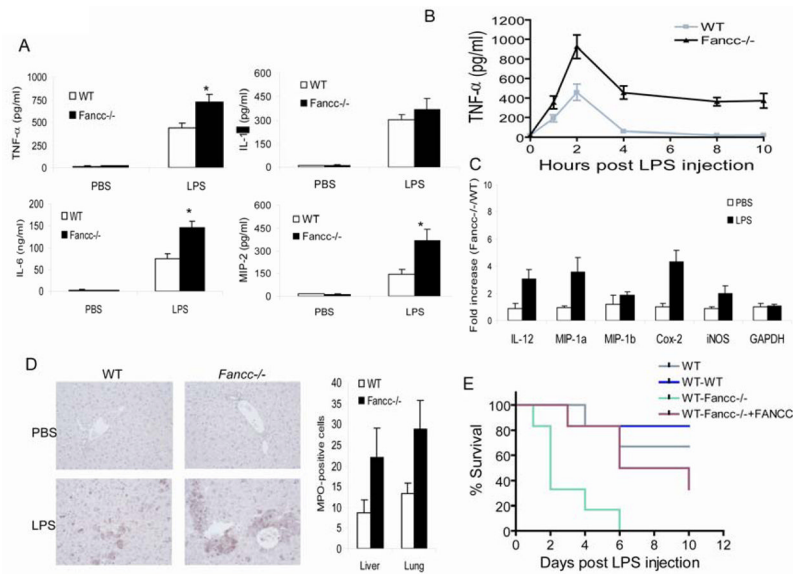 A
TNF-α (pg/ml)
1000
750
500
250
0
WT
Fancc-/-
*
PBS
LPS
IL-1 (pg/ml)
600
450
300
150
0
WT
Fancc-/-
PBS
LPS
IL-6 (ng/ml)
200
150
100
50
0
WT
Fancc-/-
*
PBS
LPS
MIP-2 (pg/ml)
600
450
300
150
0
WT
Fancc-/-
*
PBS
LPS
B
TNF-α (pg/ml)
1200
1000
800
600
400
200
0
WT
Fancc-/-
0 2 4 6 8 10
Hours post LPS injection
C
Fold increase (Fancc-/-/WT)
10
8
6
4
2
0
PBS
LPS
IL-12 MIP-1a MIP-1b Cox-2 iNOS GAPDH
D
WT
Fancc-/-
PBS
LPS
MPO-positive cells
40
35
30
25
20
15
10
5
0
WT
Fancc-/-
Liver Lung
E
WT
WT-WT
WT-Fancc-/-
WT-Fancc-/-+FANCC
% Survival
100
80
60
40
20
0
0 2 4 6 8 10 12
Days post LPS injection